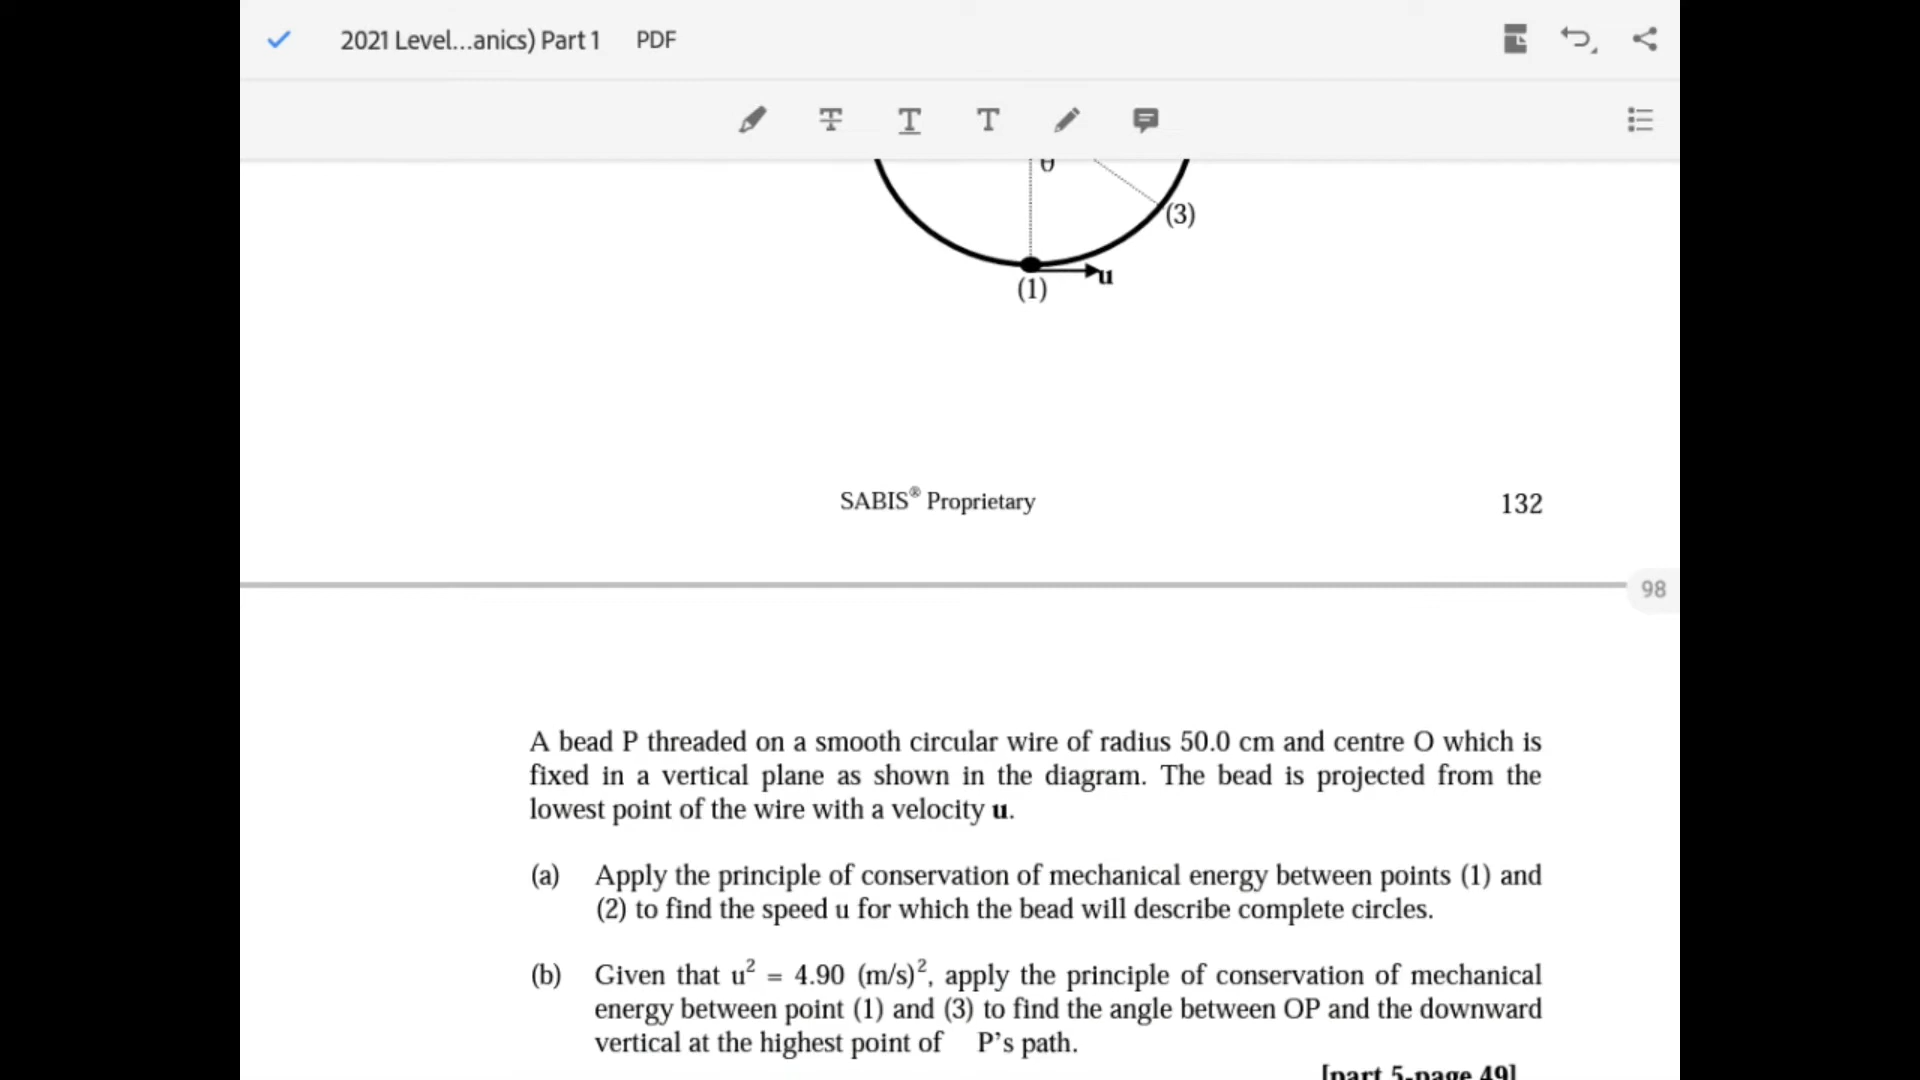 2021 Level...anics) Part 1 PDF
θ
(3)
u
(1)
SABIS® Proprietary 132
98
A bead P threaded on a smooth circular wire of radius 50.0 cm and centre O which is
fixed in a vertical plane as shown in the diagram. The bead is projected from the
lowest point of the wire with a velocity u.
(a) Apply the principle of conservation of mechanical energy between points (1) and
(2) to find the speed u for which the bead will describe complete circles.
(b) Given that u² = 4.90 (m/s)², apply the principle of conservation of mechanical
energy between point (1) and (3) to find the angle between OP and the downward
vertical at the highest point of P's path.
[part 5-page 49]